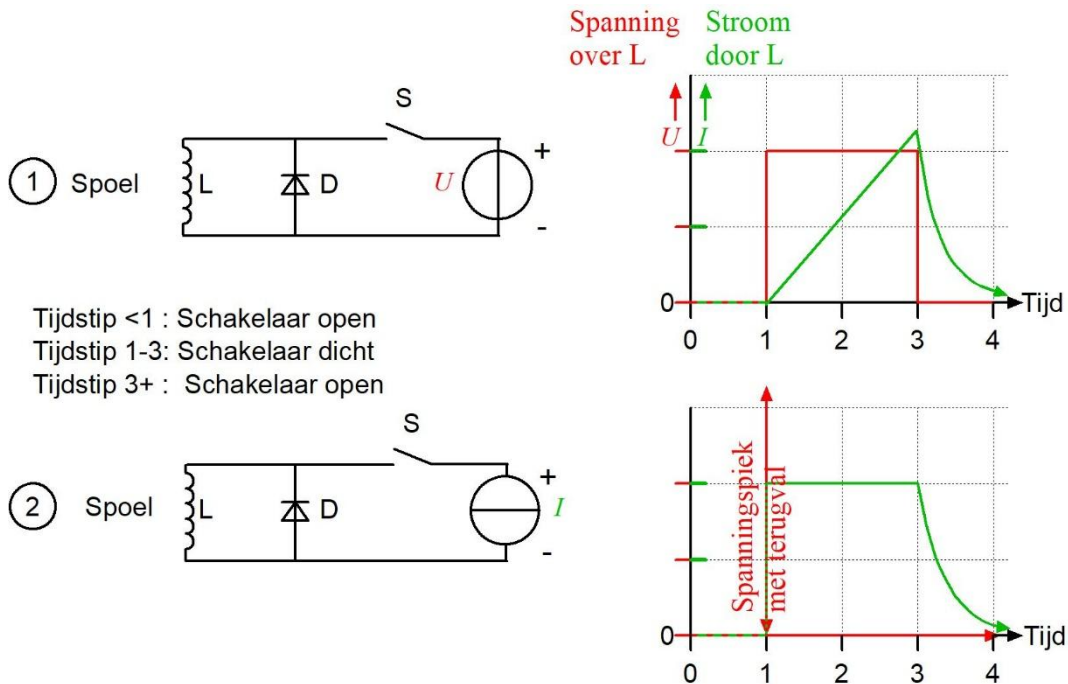 Spanning over L
Stroom door L
S
U
I
1 Spoel
L
D
U
+
-
0
Tijd
0 1 2 3 4
Tijdstip <1 : Schakelaar open
Tijdstip 1-3: Schakelaar dicht
Tijdstip 3+ : Schakelaar open
S
2 Spoel
L
D
+
I
-
Spanningspiek
met terugval
0
Tijd
0 1 2 3 4